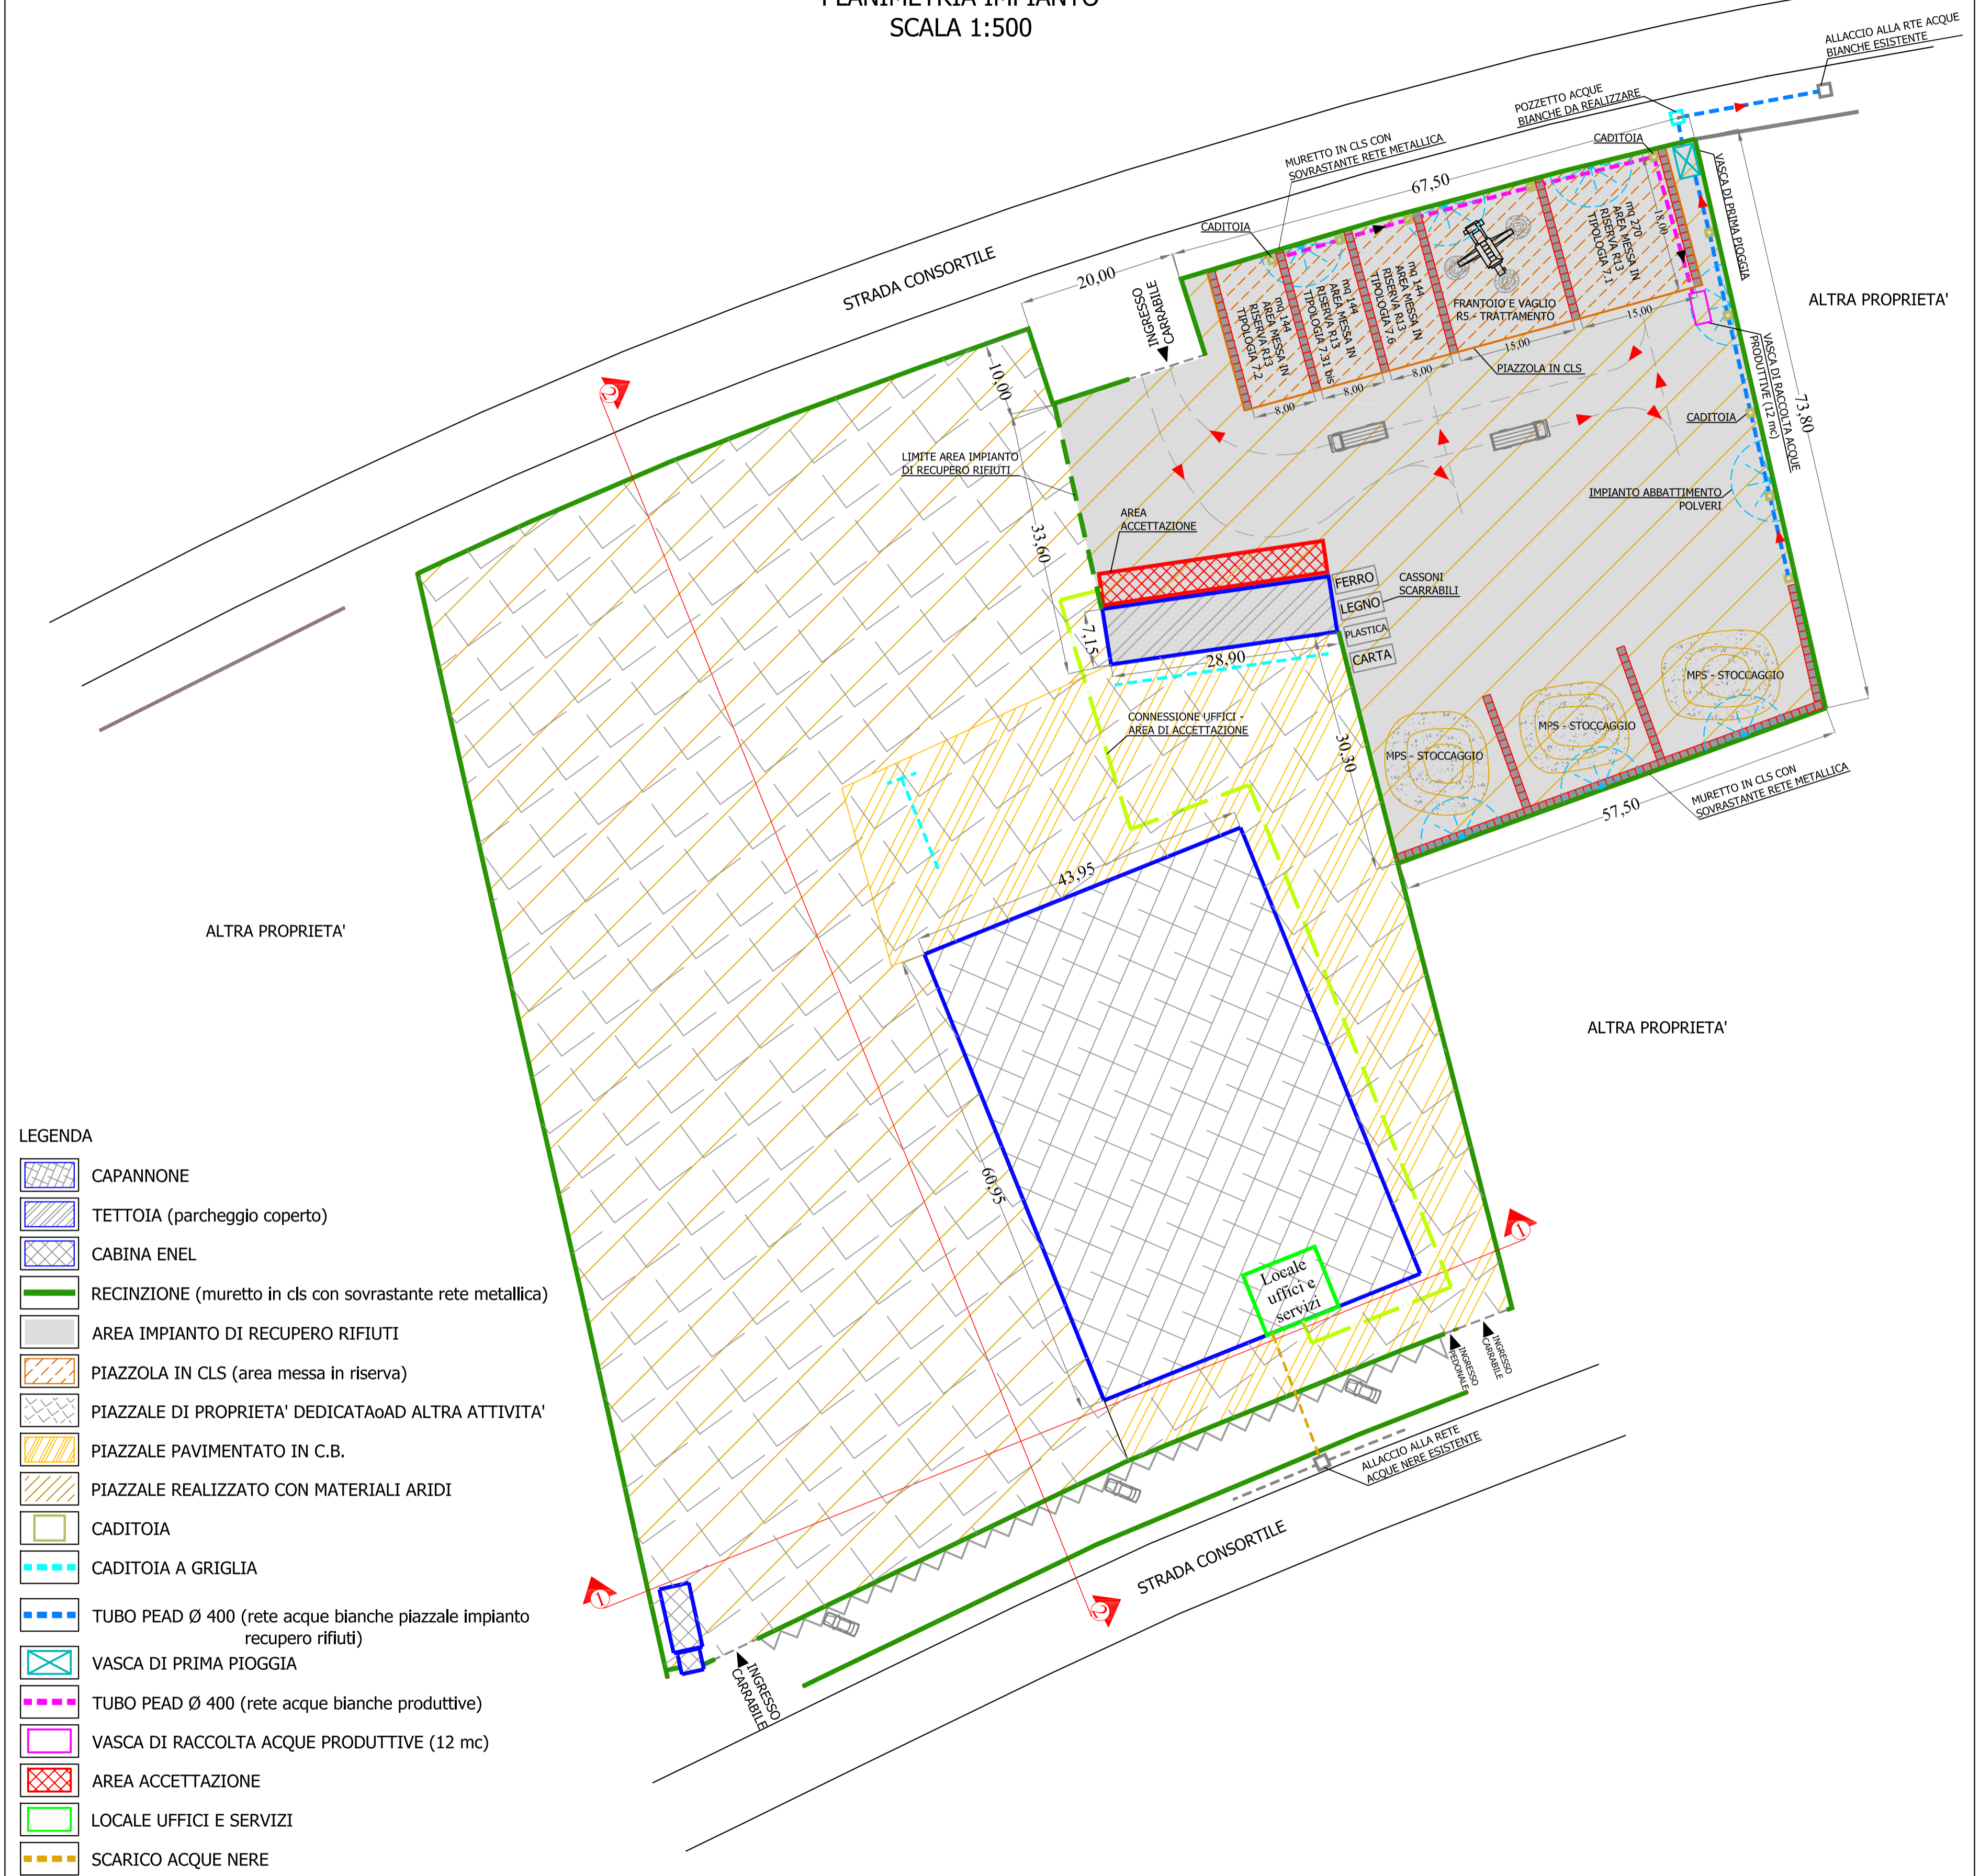 SCALA 1:500
ALLACCIO ALLA RTE ACQUE
BIANCHE ESISTENTE
POZZETTO ACQUE
BIANCHE DA REALIZZARE
CADITOIA
MURETTO IN CLS CON
SOVRASTANTE RETE METALLICA
67,50
VASCA DI PRIMA PIOGGIA
CADITOIA
STRADA CONSORTILE
20,00
INGRESSO
CARRABILE
mq 144
AREA MESSA IN
RISERVA R13
TIPOLOGIA 7.2
mq 144
AREA MESSA IN
RISERVA R13
TIPOLOGIA 7.31 bis
mq 144
AREA MESSA IN
RISERVA R13
TIPOLOGIA 7.6
FRANTOIO E VAGLIO
R5 - TRATTAMENTO
mq 270
AREA MESSA IN
RISERVA R13
TIPOLOGIA 7.1
18,00
ALTRA PROPRIETA'
8,00
8,00
8,00
15,00
15,00
PIAZZOLA IN CLS
VASCA DI RACCOLTA ACQUE
PRODUTTIVE (12 mc)
73,80
CADITOIA
10,00
LIMITE AREA IMPIANTO
DI RECUPERO RIFIUTI
IMPIANTO ABBATTIMENTO
POLVERI
33,60
AREA
ACCETTAZIONE
FERRO
LEGNO
PLASTICA
CARTA
CASSONI
SCARRABILI
7,15
28,90
MPS - STOCCAGGIO
MPS - STOCCAGGIO
MPS - STOCCAGGIO
CONNESSIONE UFFICI -
AREA DI ACCETTAZIONE
30,30
MURETTO IN CLS CON
SOVRASTANTE RETE METALLICA
57,50
2
43,95
ALTRA PROPRIETA'
ALTRA PROPRIETA'
60,95
1
Locale
uffici e
servizi
INGRESSO
PEDONALE
INGRESSO
CARRABILE
ALLACCIO ALLA RETE
ACQUE NERE ESISTENTE
STRADA CONSORTILE
1
2
INGRESSO
CARRABILE
LEGENDA
CAPANNONE
TETTOIA (parcheggio coperto)
CABINA ENEL
RECINZIONE (muretto in cls con sovrastante rete metallica)
AREA IMPIANTO DI RECUPERO RIFIUTI
PIAZZOLA IN CLS (area messa in riserva)
PIAZZALE DI PROPRIETA' DEDICATAoAD ALTRA ATTIVITA'
PIAZZALE PAVIMENTATO IN C.B.
PIAZZALE REALIZZATO CON MATERIALI ARIDI
CADITOIA
CADITOIA A GRIGLIA
TUBO PEAD Ø 400 (rete acque bianche piazzale impianto
recupero rifiuti)
VASCA DI PRIMA PIOGGIA
TUBO PEAD Ø 400 (rete acque bianche produttive)
VASCA DI RACCOLTA ACQUE PRODUTTIVE (12 mc)
AREA ACCETTAZIONE
LOCALE UFFICI E SERVIZI
SCARICO ACQUE NERE